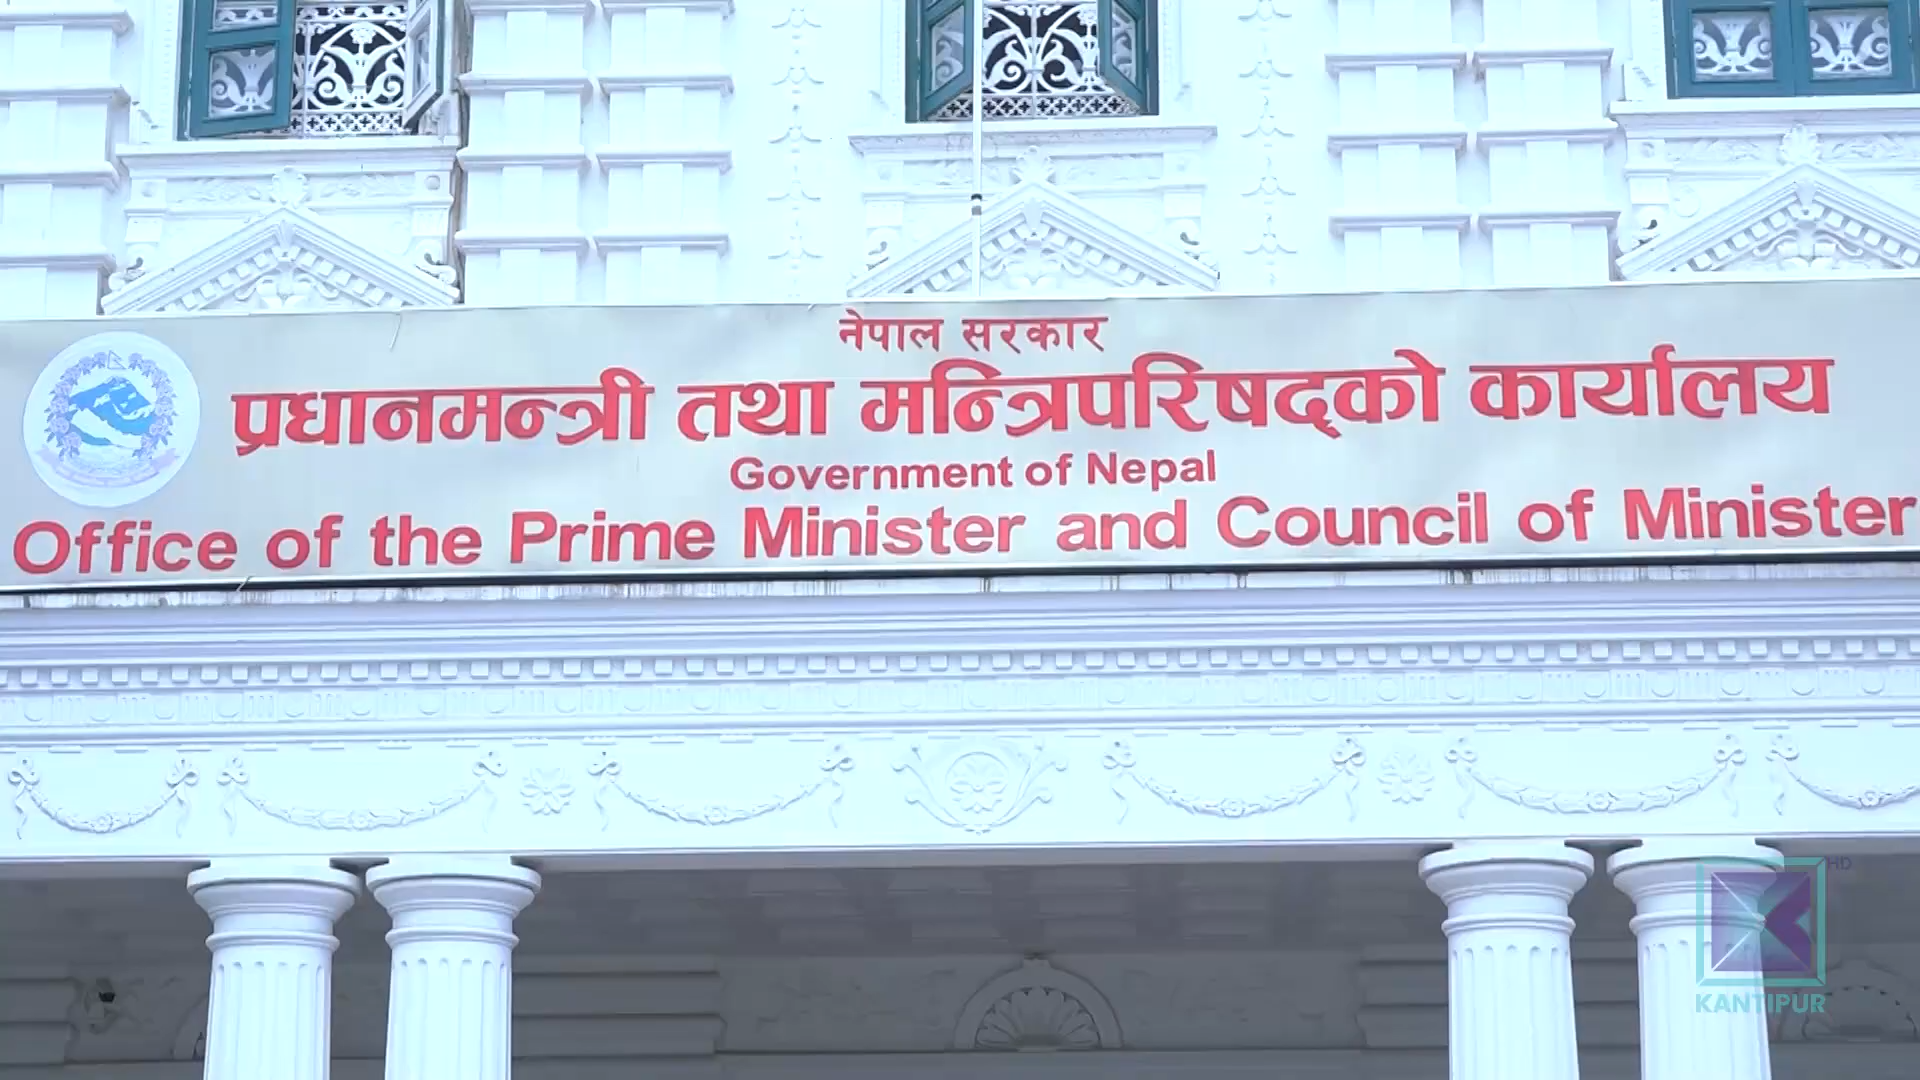 नेपाल सरकार
प्रधानमन्त्री तथा मन्त्रिपरिषद्को कार्यालय
Government of Nepal
Office of the Prime Minister and Council of Minister
HD
KANTIPUR